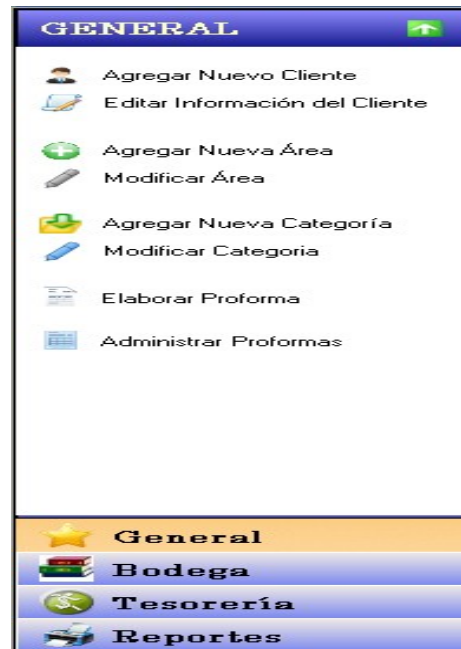 GENERAL
Agregar Nuevo Cliente
Editar Información del Cliente
Agregar Nueva Área
Modificar Área
Agregar Nueva Categoría
Modificar Categoria
Elaborar Proforma
Administrar Proformas
General
Bodega
Tesorería
Reportes